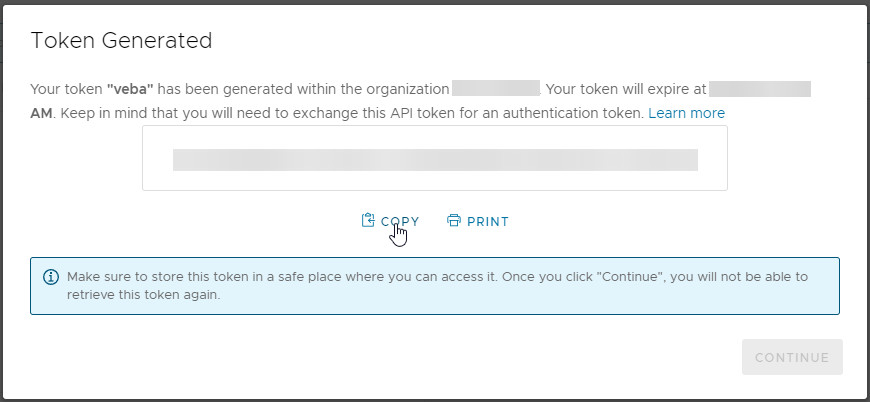 Token Generated
Your token "veba" has been generated within the organization . Your token will expire at
AM. Keep in mind that you will need to exchange this API token for an authentication token. Learn more
COPY PRINT
Make sure to store this token in a safe place where you can access it. Once you click "Continue", you will not be able to
retrieve this token again.
CONTINUE